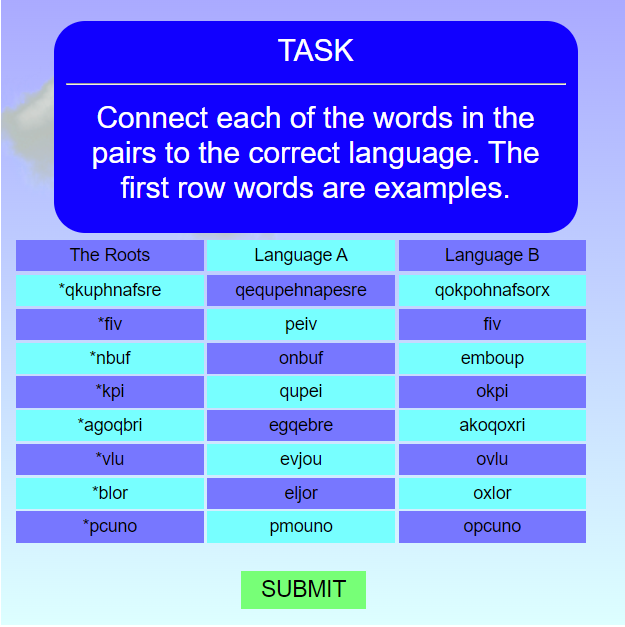 TASK
Connect each of the words in the
pairs to the correct language. The
first row words are examples.
The Roots Language A Language B
*qkuphnafsre qequpehnapesre qokpohnafsorx
*fiv peiv fiv
*nbuf onbuf emboup
*kpi qupei okpi
*agoqbri egqebre akoqoxri
*vlu evjou ovlu
*blor eljor oxlor
*pcuno pmouno opcuno
SUBMIT